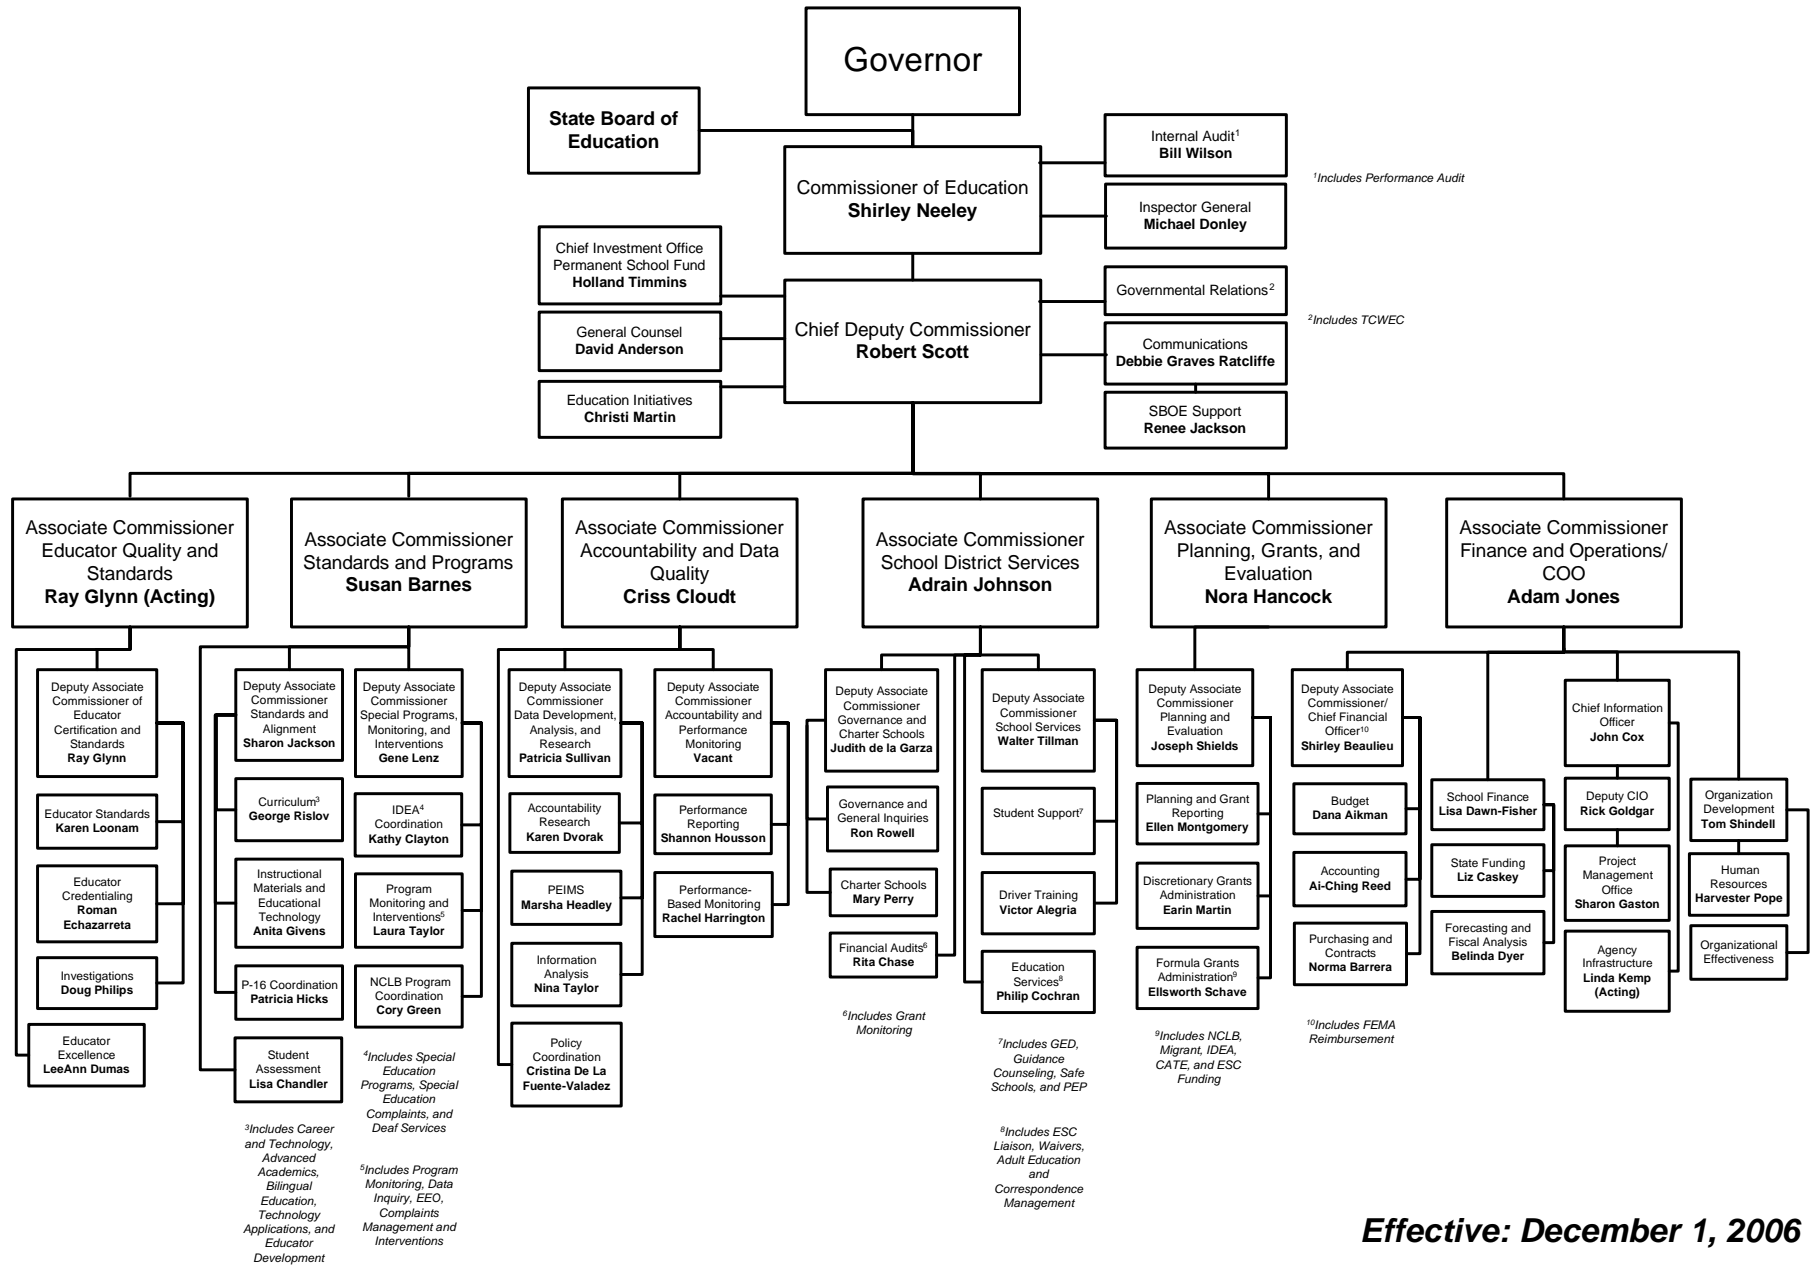 Governor
State Board of
Education
Internal Audit1
Bill Wilson
1Includes Performance Audit
Commissioner of Education
Shirley Neeley
Inspector General
Michael Donley
Chief Investment Office
Permanent School Fund
Holland Timmins
Governmental Relations2
2Includes TCWEC
General Counsel
David Anderson
Chief Deputy Commissioner
Robert Scott
Communications
Debbie Graves Ratcliffe
Education Initiatives
Christi Martin
SBOE Support
Renee Jackson
Associate Commissioner
Educator Quality and
Standards
Ray Glynn (Acting)
Associate Commissioner
Standards and Programs
Susan Barnes
Associate Commissioner
Accountability and Data
Quality
Criss Cloudt
Associate Commissioner
School District Services
Adrain Johnson
Associate Commissioner
Planning, Grants, and
Evaluation
Nora Hancock
Associate Commissioner
Finance and Operations/
COO
Adam Jones
Deputy Associate
Commissioner of
Educator
Certification and
Standards
Ray Glynn
Educator Standards
Karen Loonam
Educator
Credentialing
Roman
Echazarreta
Investigations
Doug Philips
Educator
Excellence
LeeAnn Dumas
Deputy Associate
Commissioner
Standards and
Alignment
Sharon Jackson
Curriculum3
George Rislov
Instructional
Materials and
Educational
Technology
Anita Givens
P-16 Coordination
Patricia Hicks
Student
Assessment
Lisa Chandler
3Includes Career
and Technology,
Advanced
Academics,
Bilingual
Education,
Technology
Applications, and
Educator
Development
Deputy Associate
Commissioner
Special Programs,
Monitoring, and
Interventions
Gene Lenz
IDEA4
Coordination
Kathy Clayton
Program
Monitoring and
Interventions5
Laura Taylor
NCLB Program
Coordination
Cory Green
4Includes Special
Education
Programs, Special
Education
Complaints, and
Deaf Services
5Includes Program
Monitoring, Data
Inquiry, EEO,
Complaints
Management and
Interventions
Deputy Associate
Commissioner
Data Development,
Analysis, and
Research
Patricia Sullivan
Accountability
Research
Karen Dvorak
PEIMS
Marsha Headley
Information
Analysis
Nina Taylor
Policy
Coordination
Cristina De La
Fuente-Valadez
Deputy Associate
Commissioner
Accountability and
Performance
Monitoring
Vacant
Performance
Reporting
Shannon Housson
Performance-
Based Monitoring
Rachel Harrington
Deputy Associate
Commissioner
Governance and
Charter Schools
Judith de la Garza
Governance and
General Inquiries
Ron Rowell
Charter Schools
Mary Perry
Financial Audits6
Rita Chase
6Includes Grant
Monitoring
Deputy Associate
Commissioner
School Services
Walter Tillman
Student Support7
Driver Training
Victor Alegria
Education
Services8
Philip Cochran
7Includes GED,
Guidance
Counseling, Safe
Schools, and PEP
8Includes ESC
Liaison, Waivers,
Adult Education
and
Correspondence
Management
Deputy Associate
Commissioner
Planning and
Evaluation
Joseph Shields
Planning and Grant
Reporting
Ellen Montgomery
Discretionary Grants
Administration
Earin Martin
Formula Grants
Administration9
Ellsworth Schave
9Includes NCLB,
Migrant, IDEA,
CATE, and ESC
Funding
Deputy Associate
Commissioner/
Chief Financial
Officer10
Shirley Beaulieu
Budget
Dana Aikman
Accounting
Ai-Ching Reed
Purchasing and
Contracts
Norma Barrera
10Includes FEMA
Reimbursement
School Finance
Lisa Dawn-Fisher
State Funding
Liz Caskey
Forecasting and
Fiscal Analysis
Belinda Dyer
Chief Information
Officer
John Cox
Deputy CIO
Rick Goldgar
Project
Management
Office
Sharon Gaston
Agency
Infrastructure
Linda Kemp
(Acting)
Organization
Development
Tom Shindell
Human
Resources
Harvester Pope
Organizational
Effectiveness
Effective: December 1, 2006